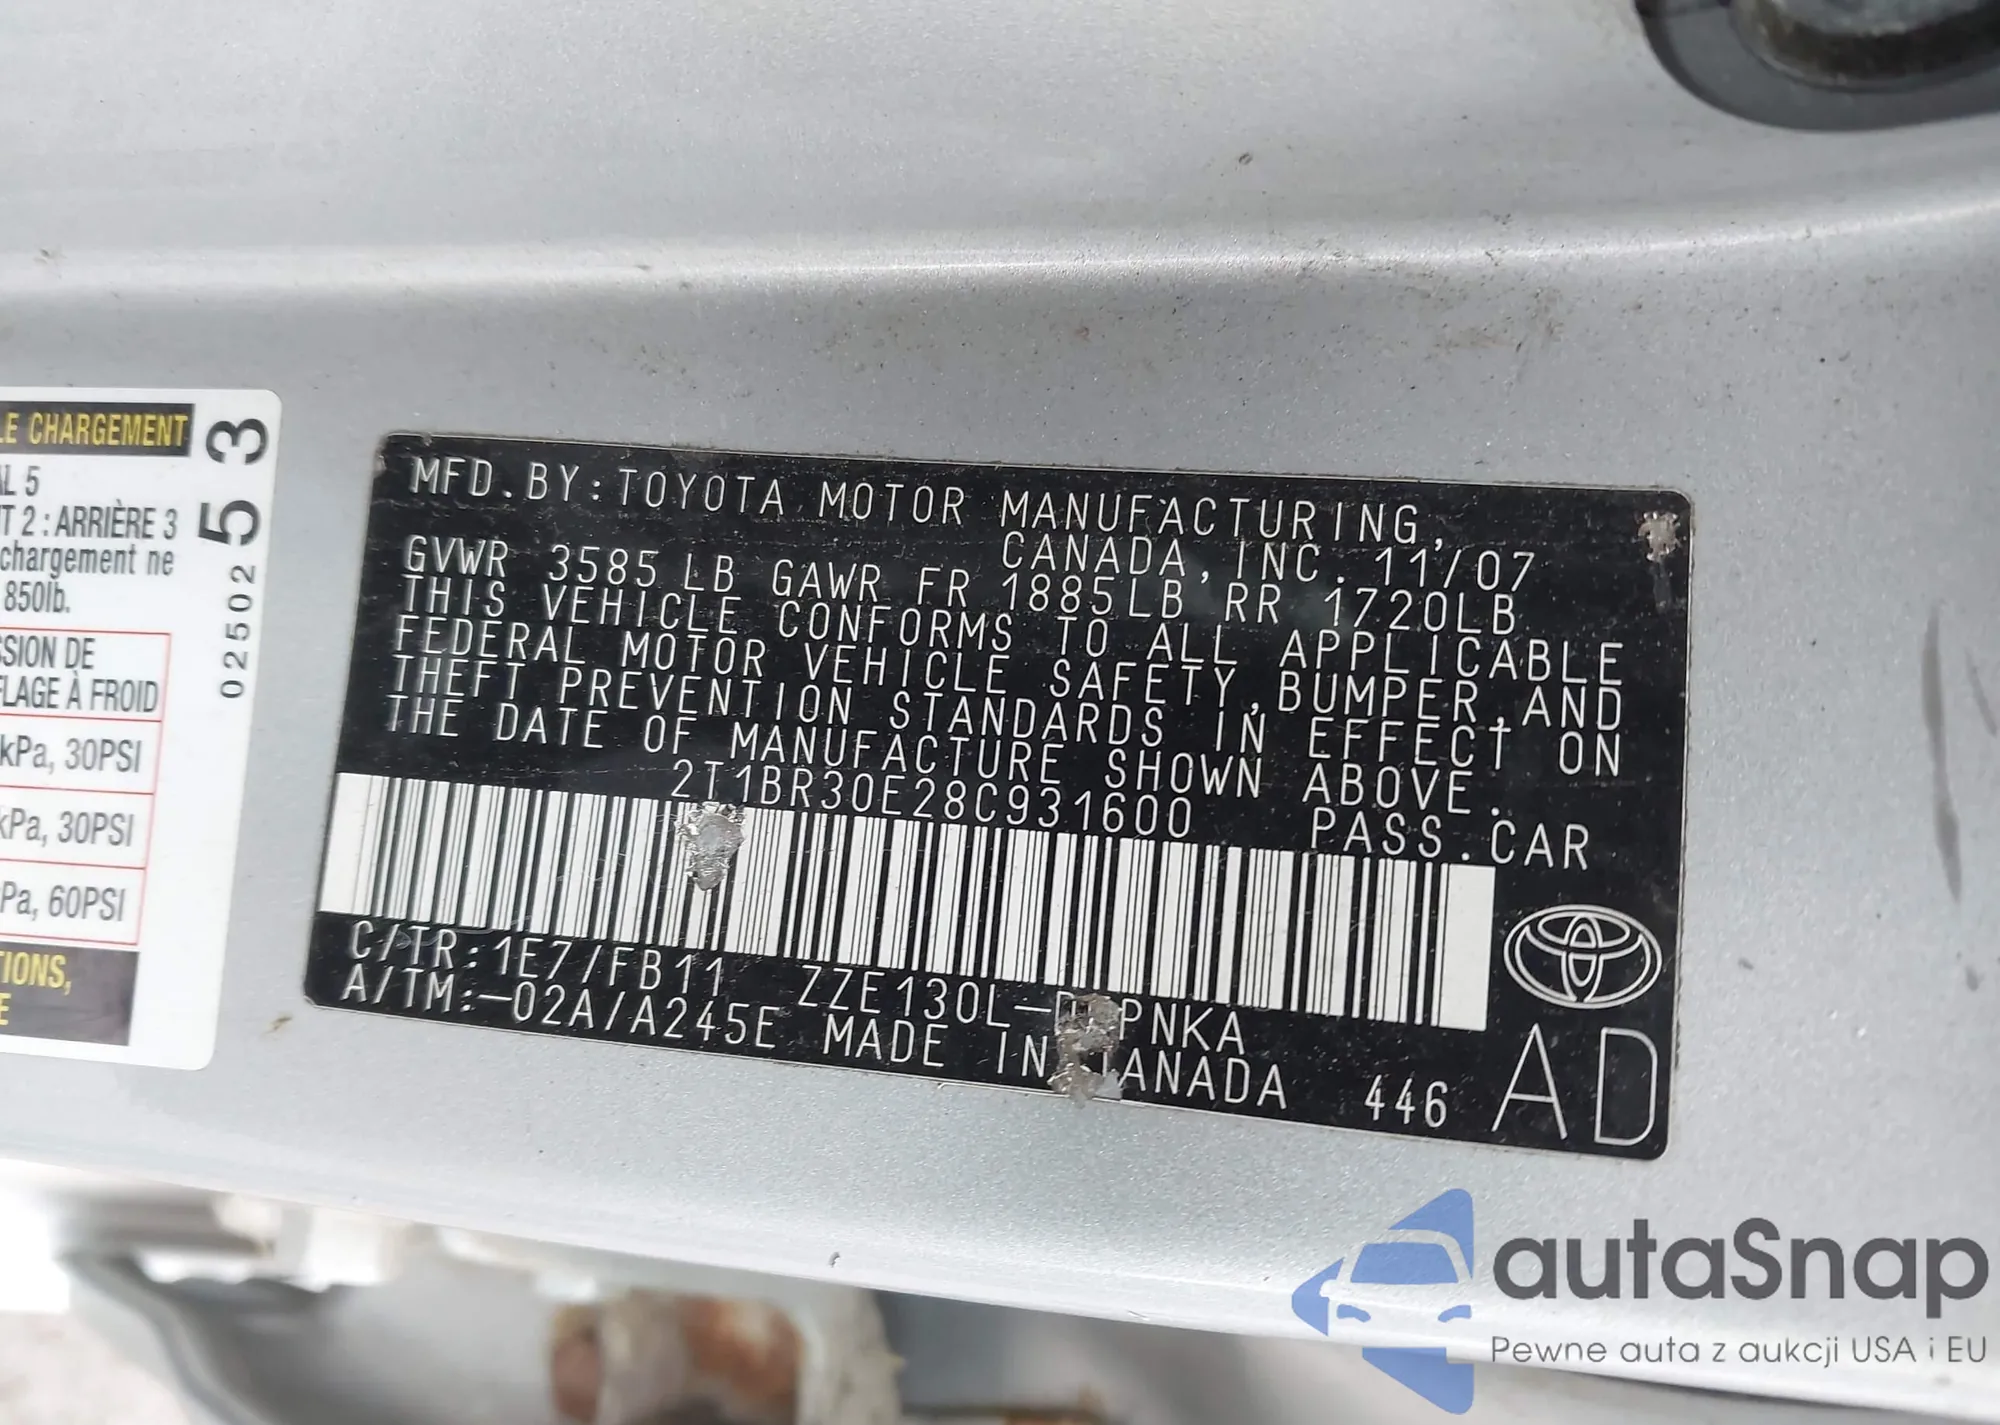 LE CHARGEMENT
AL 5
T 2 : ARRIÈRE 3
chargement ne
850lb.
SSION DE
FLAGE À FROID
kPa, 30PSI
kPa, 30PSI
Pa, 60PSI
TIONS,
E
02502 53
MFD.BY:TOYOTA MOTOR MANUFACTURING,
CANADA, INC. 11/07
GVWR 3585 LB GAWR FR 1885LB RR 1720LB
THIS VEHICLE CONFORMS TO ALL APPLICABLE
FEDERAL MOTOR VEHICLE SAFETY,BUMPER,AND
THEFT PREVENTION STANDARDS IN EFFECT ON
THE DATE OF MANUFACTURE SHOWN ABOVE.
2T1BR30E28C931600 PASS.CAR
C/TR:1E7/FB11 ZZE130L- PNKA
A/TM:-02A/A245E MADE IN ANADA 446 AD
autaSnap
Pewne auta z aukcji USA i EU